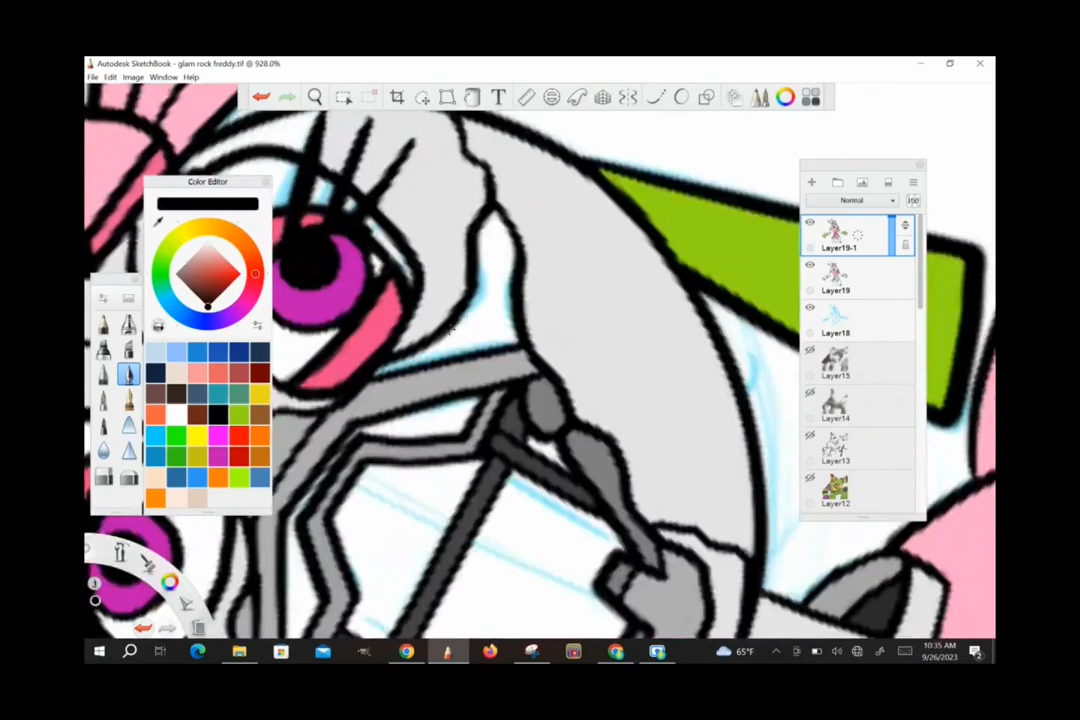 Autodesk SketchBook - glam rock freddy.tif @ 928.0%
File Edit Image Window Help
T
Color Editor
Normal
100
Layer19-1
Layer19
Layer18
Layer15
Layer14
Layer13
Layer12
65°F
10:35 AM
9/26/2023
2